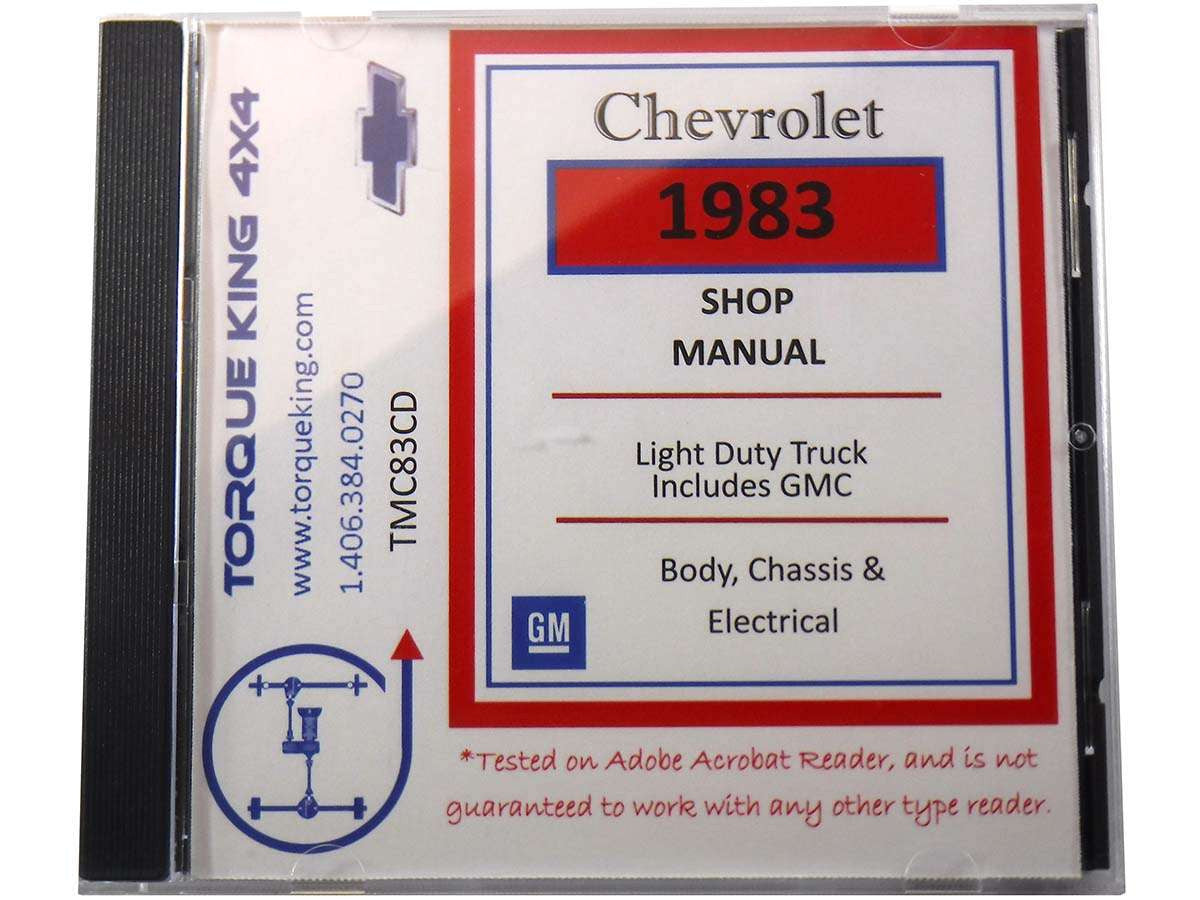 TORQUE KING 4X4
www.torqueking.com
1.406.384.0270
TMC83CD
Chevrolet
1983
SHOP
MANUAL
Light Duty Truck
Includes GMC
Body, Chassis &
Electrical
GM
*Tested on Adobe Acrobat Reader, and is not
guaranteed to work with any other type reader.